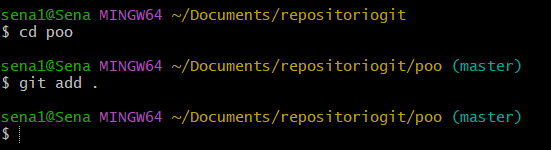 sena1@Sena MINGW64 ~/Documents/repositoriogit
$ cd poo
sena1@Sena MINGW64 ~/Documents/repositoriogit/poo (master)
$ git add .
sena1@Sena MINGW64 ~/Documents/repositoriogit/poo (master)
$